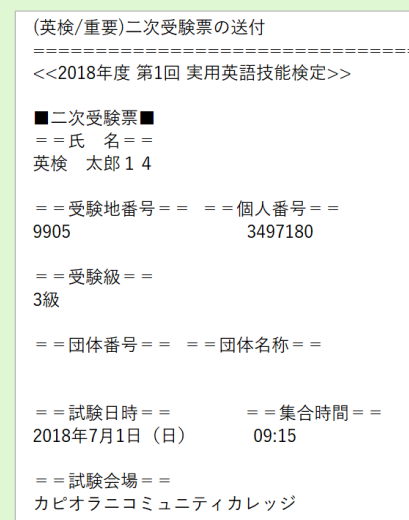 (英検/重要)二次受験票の送付
===================================
<<2018年度 第1回 実用英語技能検定>>
■二次受験票■
==氏　名==
英検　太郎14
==受験地番号==　==個人番号==
9905　3497180
==受験級==
3級
==団体番号==　==団体名称==
==試験日時==　==集合時間==
2018年7月1日（日）　09:15
==試験会場==
カピオラニコミュニティカレッジ